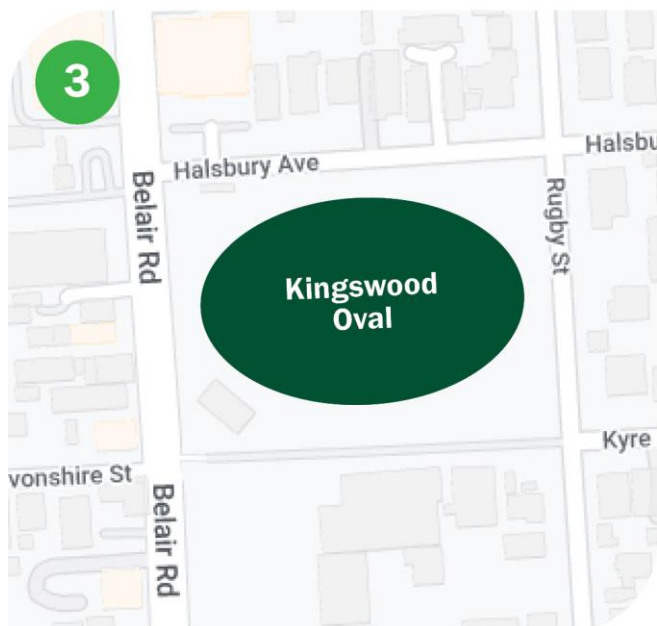 3
Halsbury Ave
Halsbu
Belair Rd
Rugby St
Kingswood
Oval
Kyre
vonshire St
Belair Rd